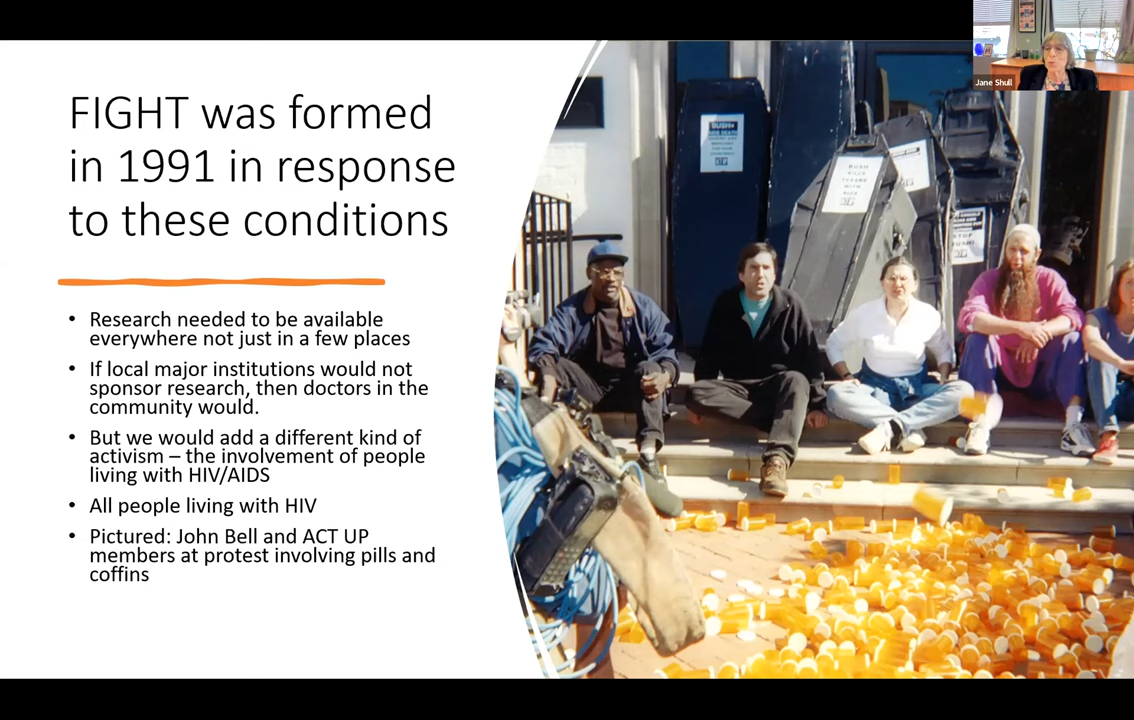 Jane Shull
FIGHT was formed
in 1991 in response
to these conditions
• Research needed to be available
everywhere not just in a few places
• If local major institutions would not
sponsor research, then doctors in the
community would.
• But we would add a different kind of
activism – the involvement of people
living with HIV/AIDS
• All people living with HIV
• Pictured: John Bell and ACT UP
members at protest involving pills and
coffins
BUSH